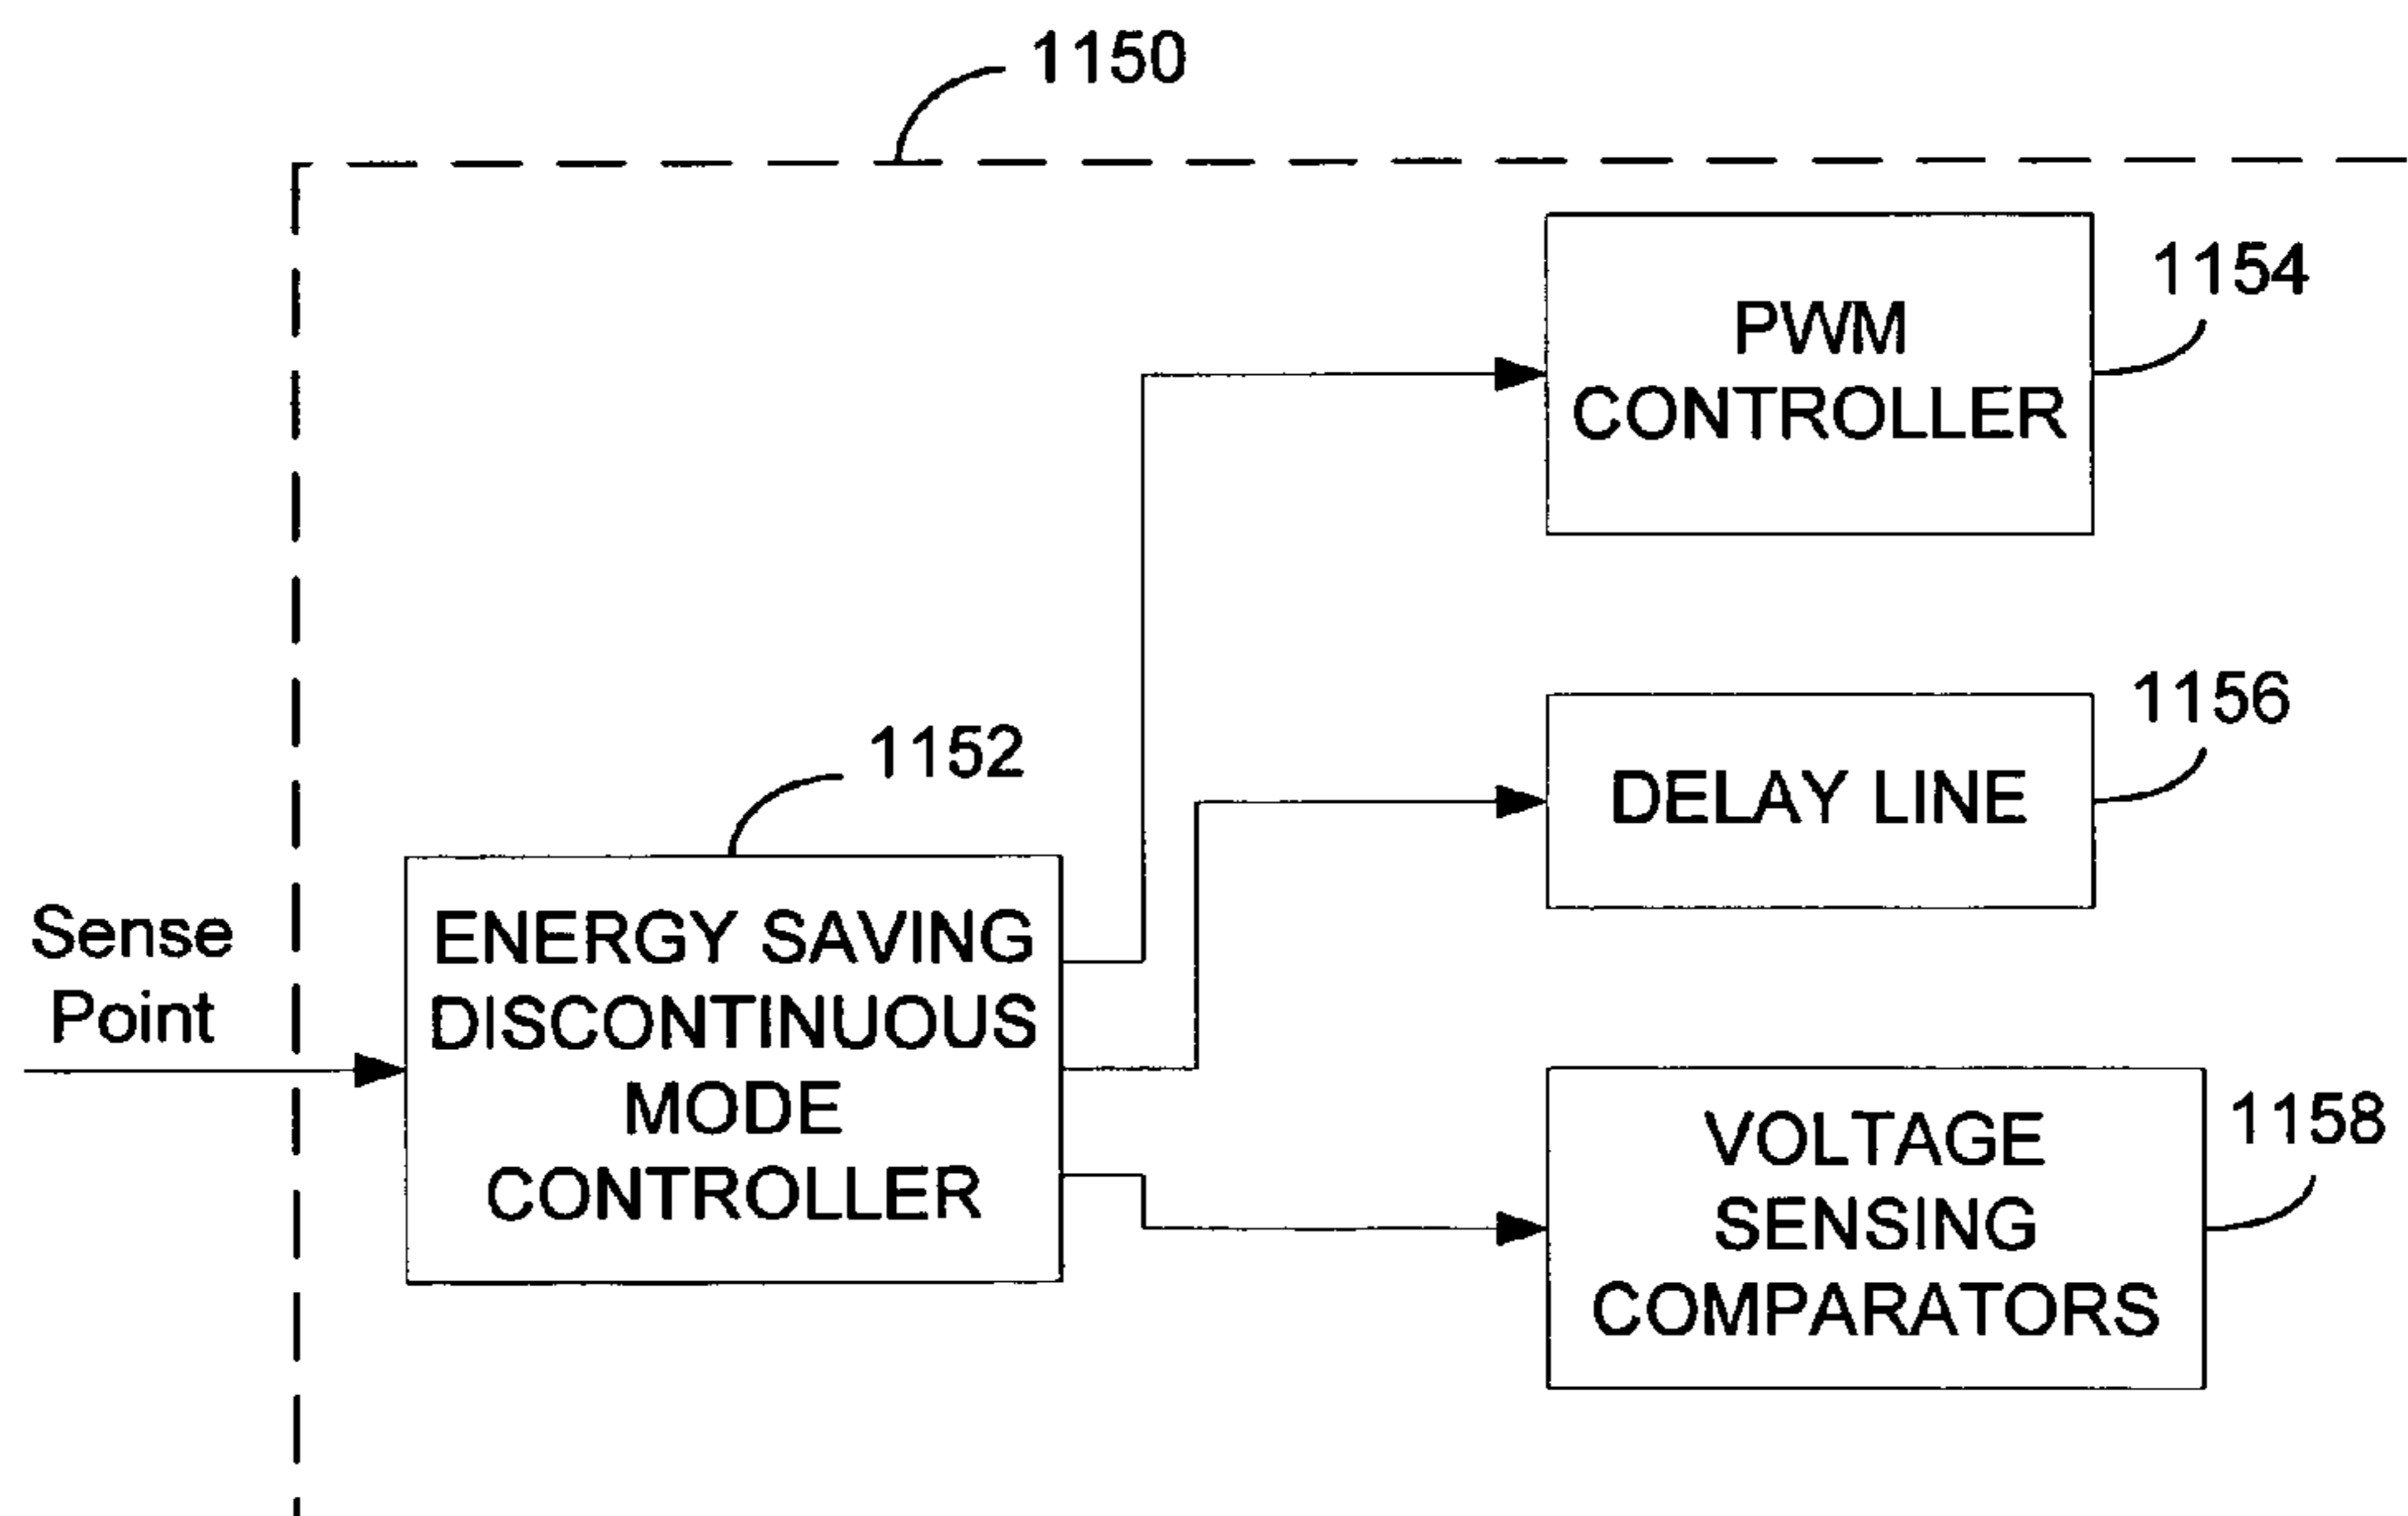 1150
PWM
CONTROLLER
1154
DELAY LINE
1156
1152
Sense
Point
ENERGY SAVING
DISCONTINUOUS
MODE
CONTROLLER
VOLTAGE
SENSING
COMPARATORS
1158